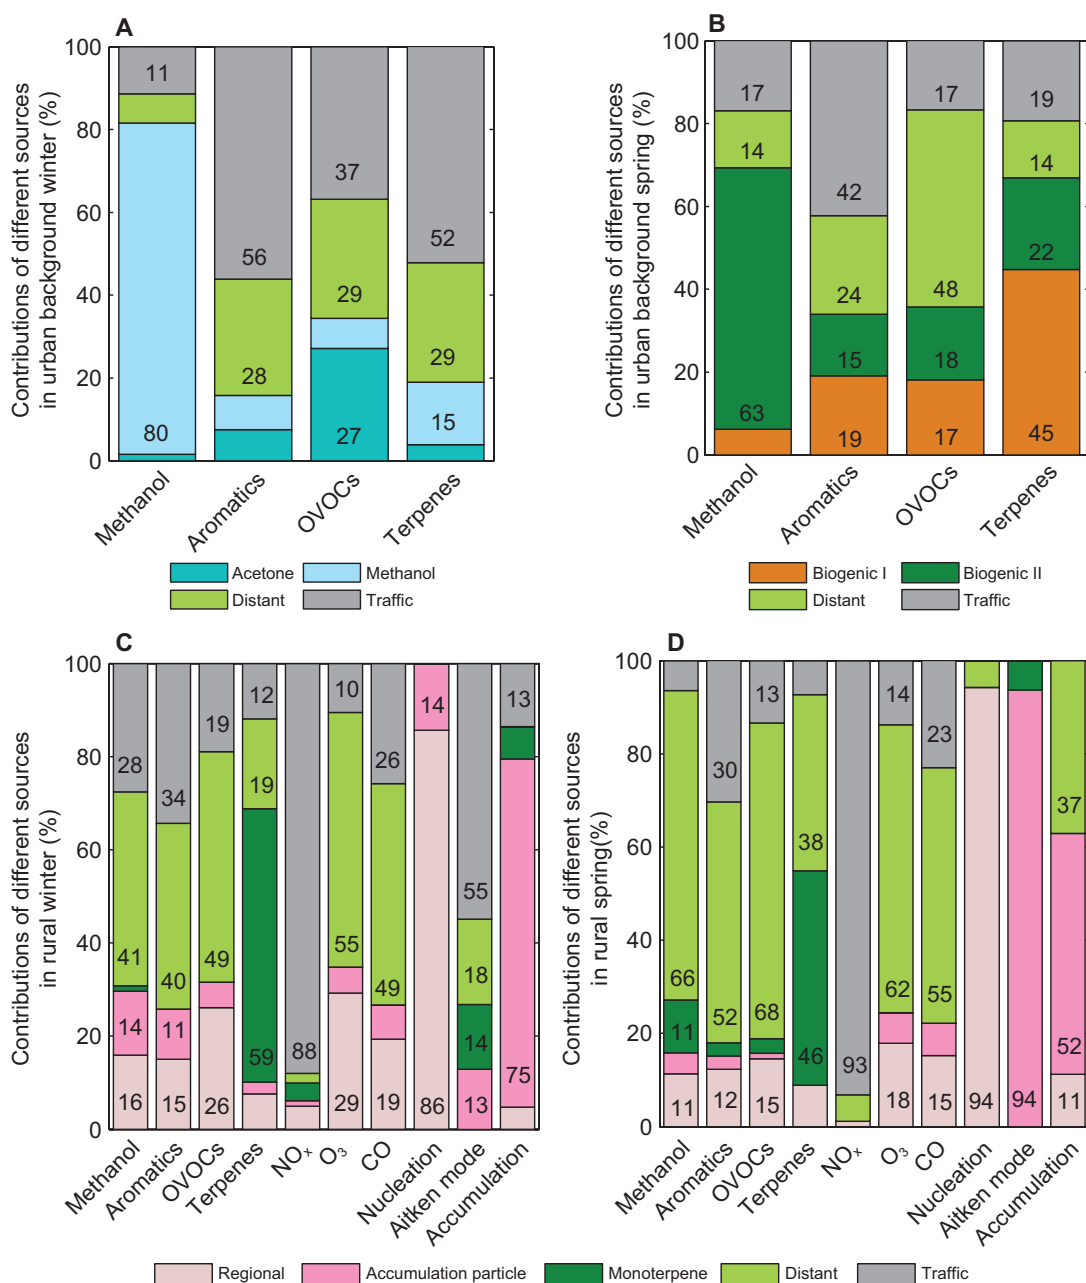 A
Contributions of different sources
in urban background winter (%)
100
80
60
40
20
0
11
80
56
28
37
29
27
52
29
15
Methanol
Aromatics
OVOCs
Terpenes
Acetone
Methanol
Distant
Traffic
B
Contributions of different sources
in urban background spring (%)
100
80
60
40
20
0
17
14
63
42
24
15
19
17
48
18
17
19
14
22
45
Methanol
Aromatics
OVOCs
Terpenes
Biogenic I
Biogenic II
Distant
Traffic
C
Contributions of different sources
in rural winter (%)
100
80
60
40
20
0
28
41
14
16
34
40
11
15
19
49
26
12
19
59
88
10
55
29
26
49
19
14
86
55
18
14
13
13
75
Methanol
Aromatics
OVOCs
Terpenes
NOₓ
O₃
CO
Nucleation
Aitken mode
Accumulation
D
Contributions of different sources
in rural spring(%)
100
80
60
40
20
0
66
11
11
30
52
12
13
68
15
38
46
93
14
62
18
23
55
15
94
94
37
52
11
Methanol
Aromatics
OVOCs
Terpenes
NOₓ
O₃
CO
Nucleation
Aitken mode
Accumulation
Regional
Accumulation particle
Monoterpene
Distant
Traffic